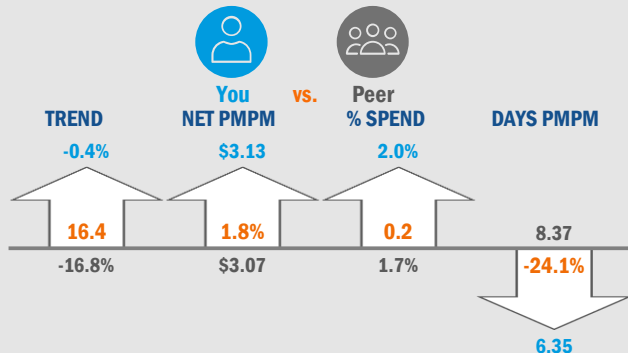 You vs. Peer
TREND NET PMPM % SPEND DAYS PMPM
-0.4% $3.13 2.0%
16.4 1.8% 0.2 8.37
-16.8% $3.07 1.7% -24.1%
6.35